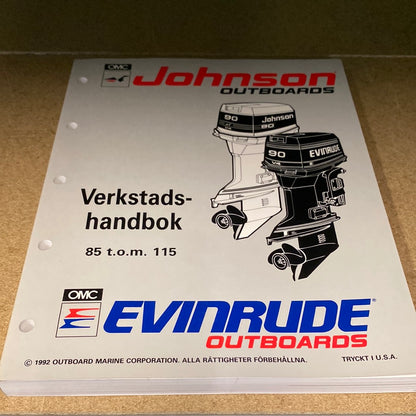 OMC
Johnson
OUTBOARDS
90
Johnson
90
90
EVINRUDE
Verkstads-
handbok
85 t.o.m. 115
OMC
EVINRUDE
OUTBOARDS
© 1992 OUTBOARD MARINE CORPORATION. ALLA RÄTTIGHETER FÖRBEHÅLLNA.
TRYCKT I U.S.A.